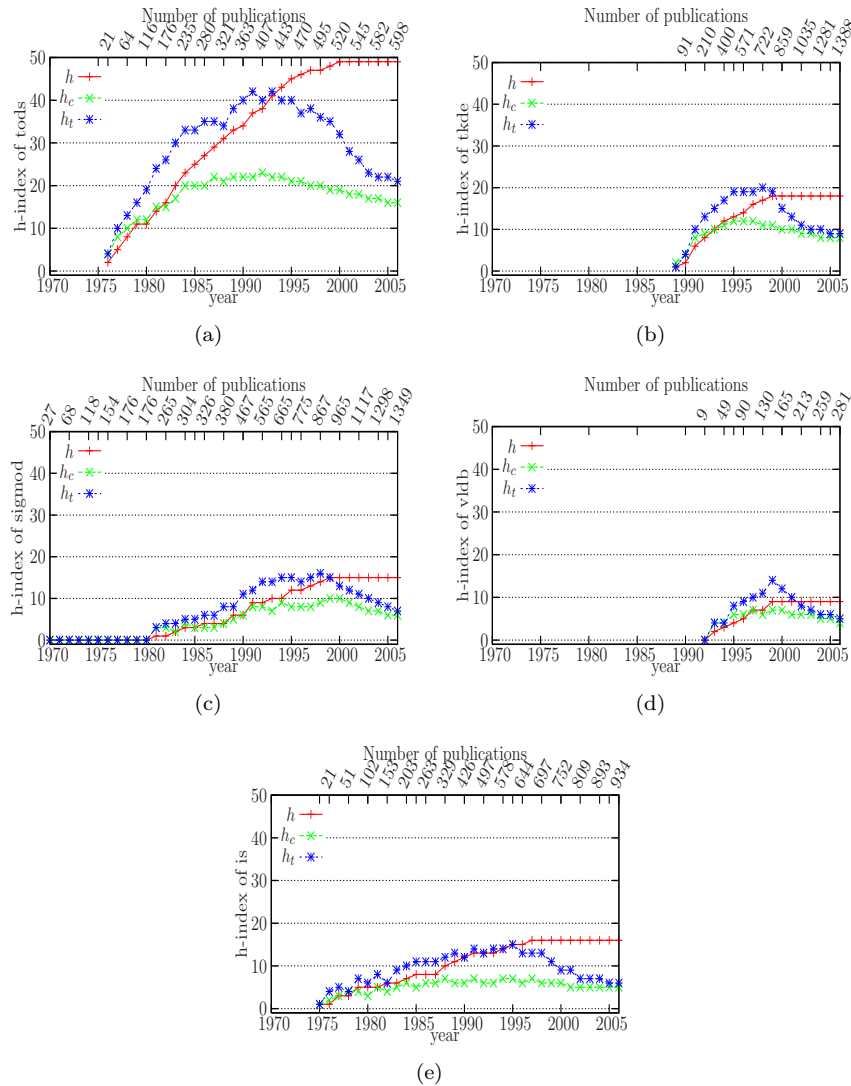 Number of publications
21 64 116 176 235 280 321 363 407 443 470 495 520 545 582 598
h-index of tods
50
40
30
20
10
0
h
h_c
h_t
1970 1975 1980 1985 1990 1995 2000 2005
year
(a)
Number of publications
91 210 400 571 722 859 1035 1281 1388
h-index of tkde
50
40
30
20
10
0
h
h_c
h_t
1970 1975 1980 1985 1990 1995 2000 2005
year
(b)
Number of publications
27 68 118 154 176 176 265 304 326 380 467 565 665 775 867 965 1117 1298 1349
h-index of sigmod
50
40
30
20
10
0
h
h_c
h_t
1970 1975 1980 1985 1990 1995 2000 2005
year
(c)
Number of publications
9 49 90 130 165 213 259 281
h-index of vldb
50
40
30
20
10
0
h
h_c
h_t
1970 1975 1980 1985 1990 1995 2000 2005
year
(d)
Number of publications
21 51 102 153 203 263 329 426 497 578 644 697 752 809 893 934
h-index of is
50
40
30
20
10
0
h
h_c
h_t
1970 1975 1980 1985 1990 1995 2000 2005
year
(e)